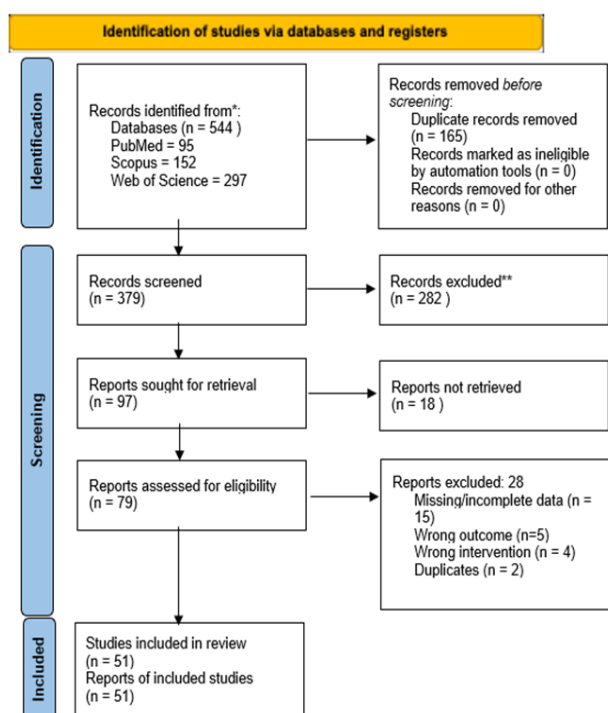 Identification of studies via databases and registers
Identification
Records identified from*:
Databases (n = 544 )
PubMed = 95
Scopus = 152
Web of Science = 297
Records removed before
screening:
Duplicate records removed
(n = 165)
Records marked as ineligible
by automation tools (n = 0)
Records removed for other
reasons (n = 0)
Screening
Records screened
(n = 379)
Records excluded**
(n = 282 )
Reports sought for retrieval
(n = 97)
Reports not retrieved
(n = 18 )
Reports assessed for eligibility
(n = 79)
Reports excluded: 28
Missing/incomplete data (n =
15)
Wrong outcome (n=5)
Wrong intervention (n = 4)
Duplicates (n = 2)
Included
Studies included in review
(n = 51)
Reports of included studies
(n = 51)